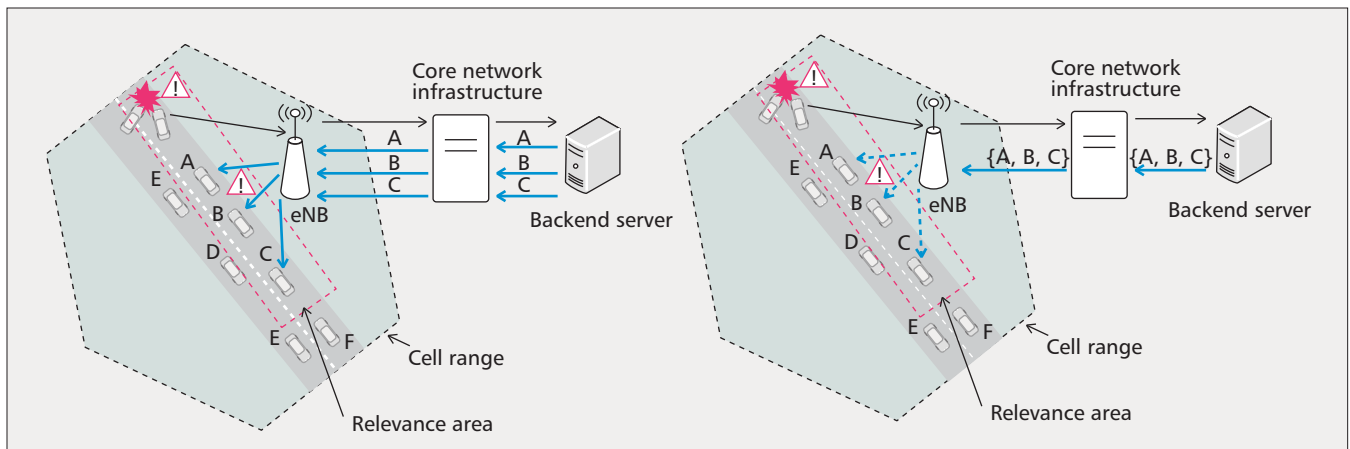 Core network
infrastructure
!
A
A
B
B
C
C
A
E
!
B
eNB
Backend server
D
C
E
F
Cell range
Relevance area
Core network
infrastructure
!
{A, B, C}
{A, B, C}
A
E
!
B
eNB
Backend server
D
C
E
F
Cell range
Relevance area